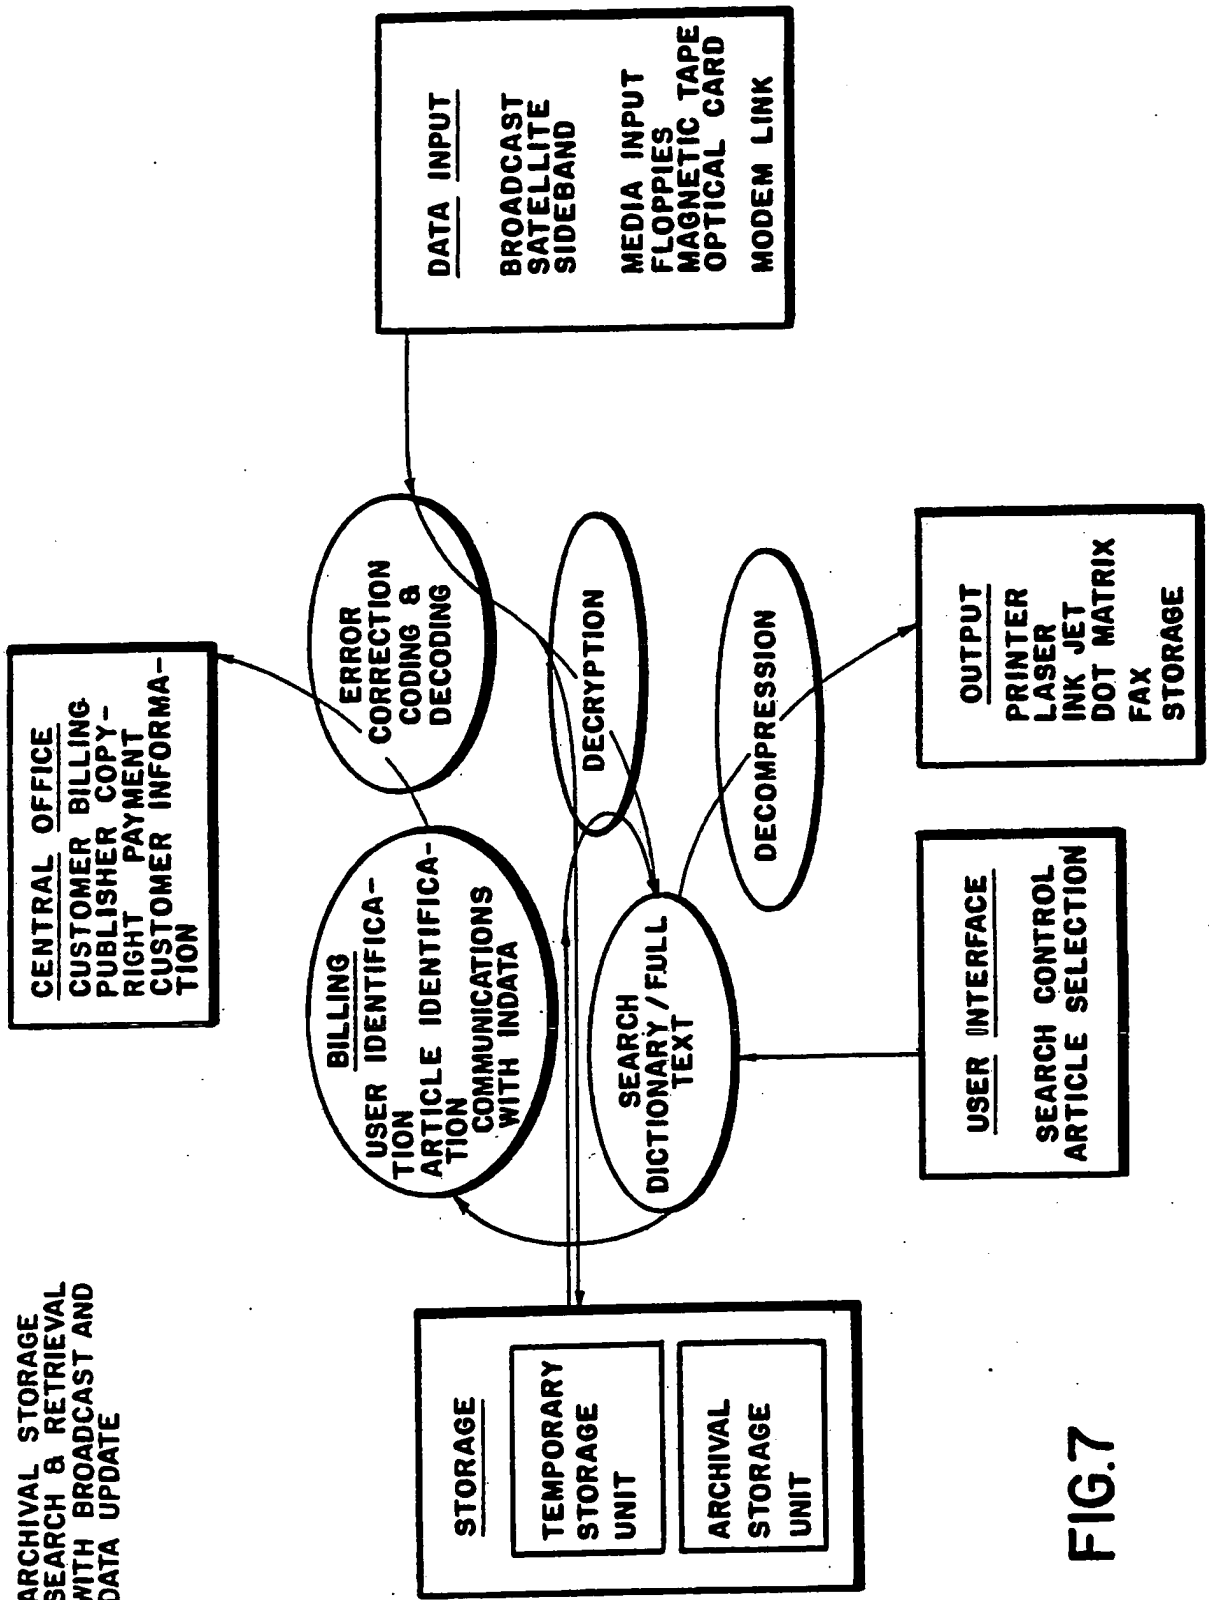 ARCHIVAL STORAGE
SEARCH & RETRIEVAL
WITH BROADCAST AND
DATA UPDATE
CENTRAL OFFICE
CUSTOMER BILLING
PUBLISHER COPY-
RIGHT PAYMENT
CUSTOMER INFORMA-
TION
BILLING
USER IDENTIFICA-
TION
ARTICLE IDENTIFICA-
TION
COMMUNICATIONS
WITH INDATA
ERROR
CORRECTION
CODING &
DECODING
DATA INPUT
BROADCAST
SATELLITE
SIDEBAND
MEDIA INPUT
FLOPPIES
MAGNETIC TAPE
OPTICAL CARD
MODEM LINK
STORAGE
TEMPORARY
STORAGE
UNIT
ARCHIVAL
STORAGE
UNIT
SEARCH
DICTIONARY / FULL
TEXT
DECRYPTION
DECOMPRESSION
USER INTERFACE
SEARCH CONTROL
ARTICLE SELECTION
OUTPUT
PRINTER
LASER
INK JET
DOT MATRIX
FAX
STORAGE
FIG.7